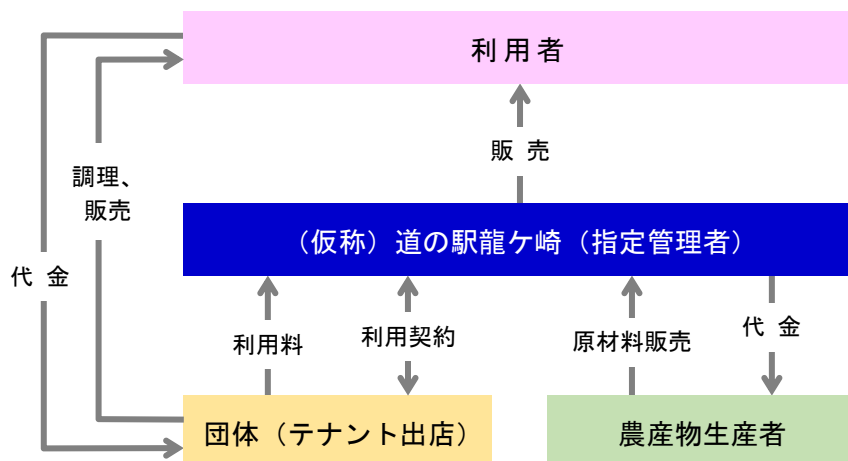 利用者
販 売
調理、
販売
（仮称）道の駅龍ケ崎（指定管理者）
代 金
利用料
利用契約
原材料販売
代 金
団体（テナント出店）
農産物生産者